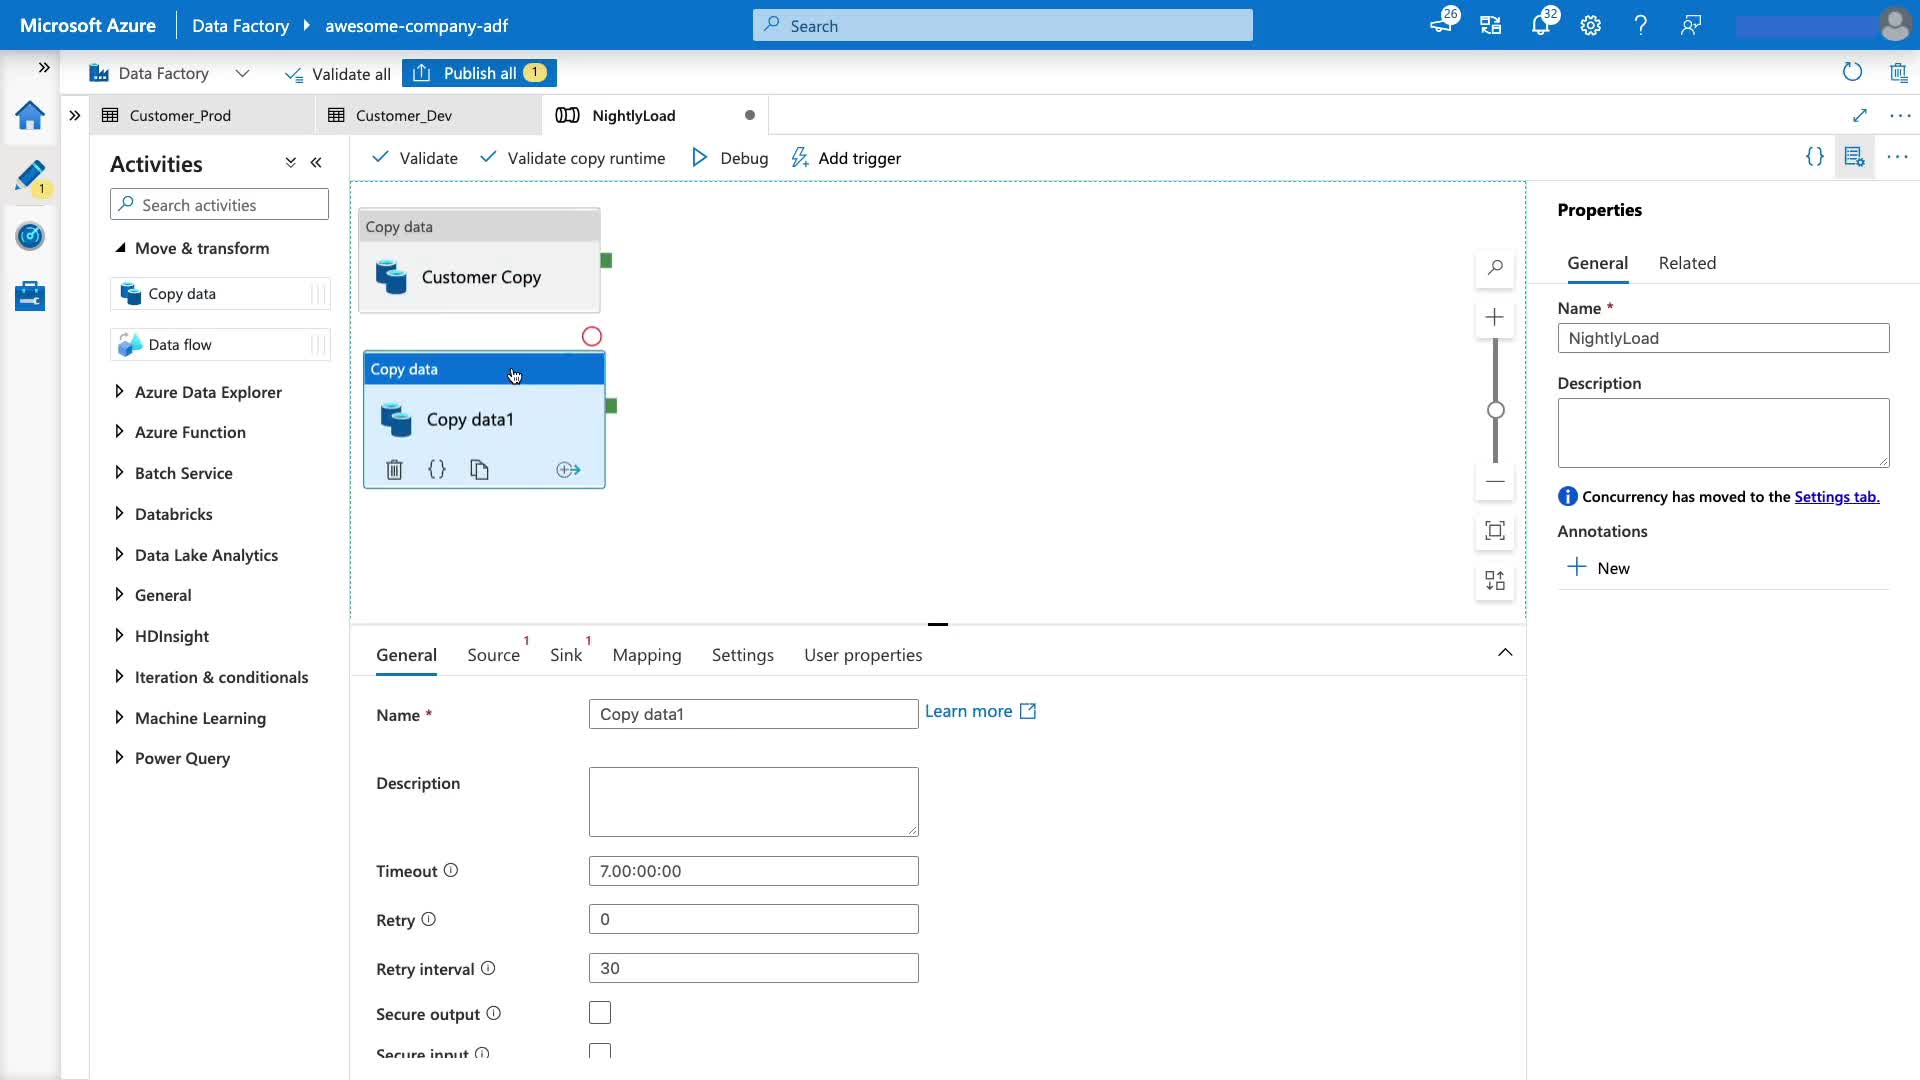 Microsoft Azure
Data Factory
awesome-company-adf
Search
26
32
Data Factory
Validate all
Publish all
1
Customer_Prod
Customer_Dev
NightlyLoad
1
Activities
Search activities
Move & transform
Copy data
Data flow
Azure Data Explorer
Azure Function
Batch Service
Databricks
Data Lake Analytics
General
HDInsight
Iteration & conditionals
Machine Learning
Power Query
Validate
Validate copy runtime
Debug
Add trigger
Copy data
Customer Copy
Copy data
Copy data1
General
Source 1
Sink 1
Mapping
Settings
User properties
Name *
Copy data1
Learn more
Description
Timeout
7.00:00:00
Retry
0
Retry interval
30
Secure output
Secure input
Properties
General
Related
Name *
NightlyLoad
Description
Concurrency has moved to the Settings tab.
Annotations
New